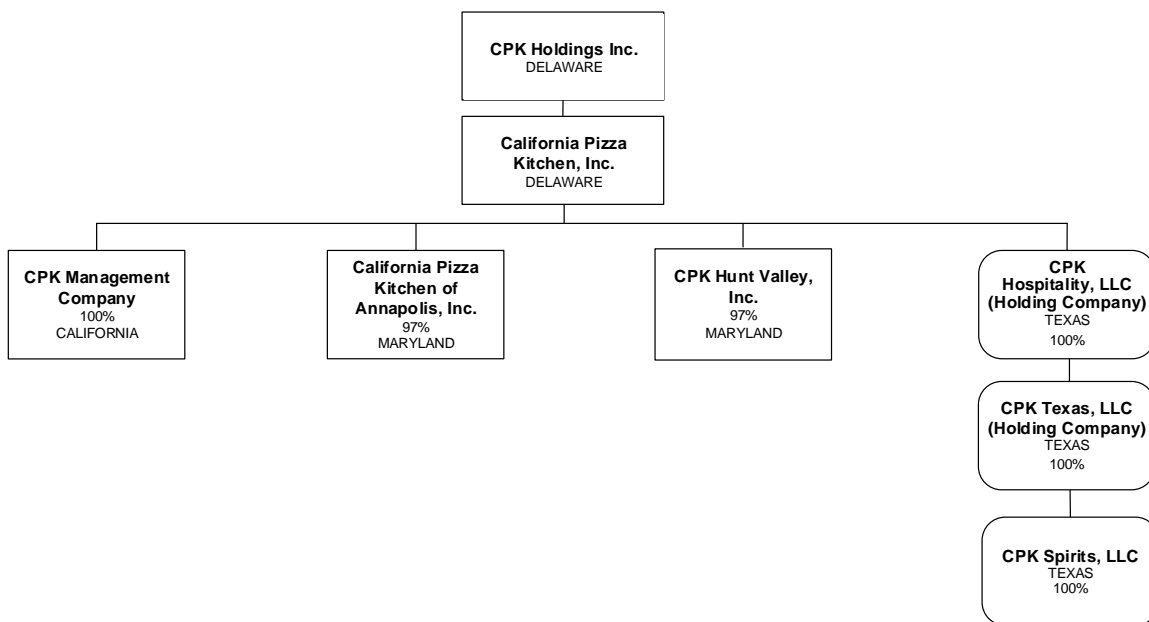 CPK Holdings Inc.
DELAWARE
California Pizza
Kitchen, Inc.
DELAWARE
CPK Management
Company
100%
CALIFORNIA
California Pizza
Kitchen of
Annapolis, Inc.
97%
MARYLAND
CPK Hunt Valley,
Inc.
97%
MARYLAND
CPK
Hospitality, LLC
(Holding Company)
TEXAS
100%
CPK Texas, LLC
(Holding Company)
TEXAS
100%
CPK Spirits, LLC
TEXAS
100%